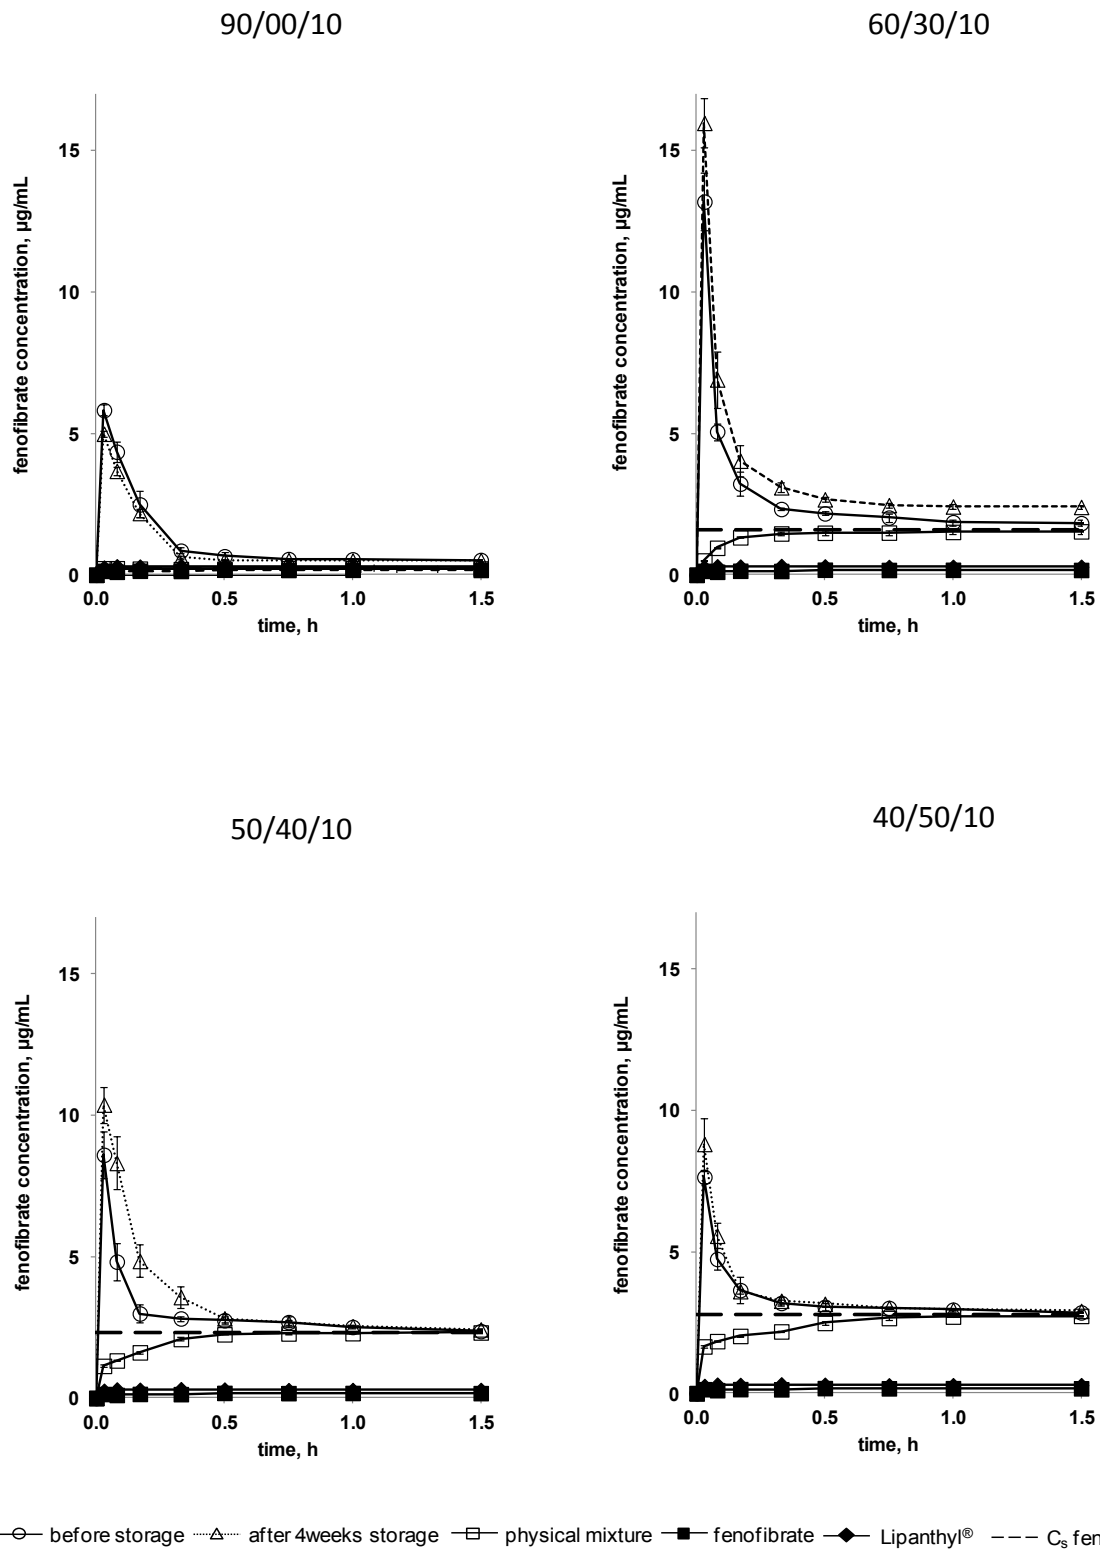 90/00/10
60/30/10
fenofibrate concentration, µg/mL
15
10
5
0
0.0 0.5 1.0 1.5
time, h
fenofibrate concentration, µg/mL
15
10
5
0
0.0 0.5 1.0 1.5
time, h
50/40/10
40/50/10
fenofibrate concentration, µg/mL
15
10
5
0
0.0 0.5 1.0 1.5
time, h
fenofibrate concentration, µg/mL
15
10
5
0
0.0 0.5 1.0 1.5
time, h
before storage after 4weeks storage physical mixture fenofibrate Lipanthyl® Cs fen